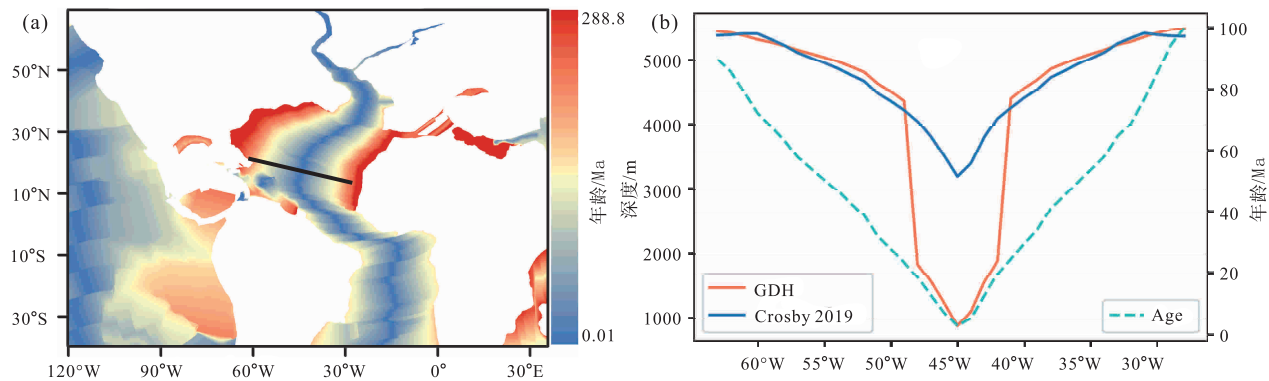 (a)
50°N
30°N
10°N
10°S
30°S
120°W
90°W
60°W
30°W
0°
30°E
288.8
年龄/Ma
0.01
(b)
深度/m
5000
4000
3000
2000
1000
GDH
Crosby 2019
Age
60°W
55°W
50°W
45°W
40°W
35°W
30°W
100
80
60
40
20
0
年龄/Ma